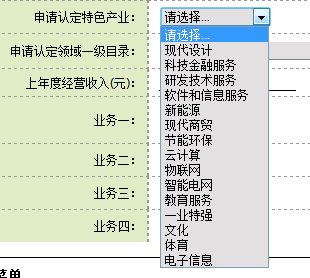 申请认定特色产业：
请选择...
请选择...
申请认定领域一级目录：
现代设计
科技金融服务
上年度经营收入(元)：
研发技术服务
软件和信息服务
新能源
业务一：
现代商贸
节能环保
云计算
业务二：
物联网
智能电网
业务三：
教育服务
一业特强
业务四：
文化
体育
电子信息
菜单